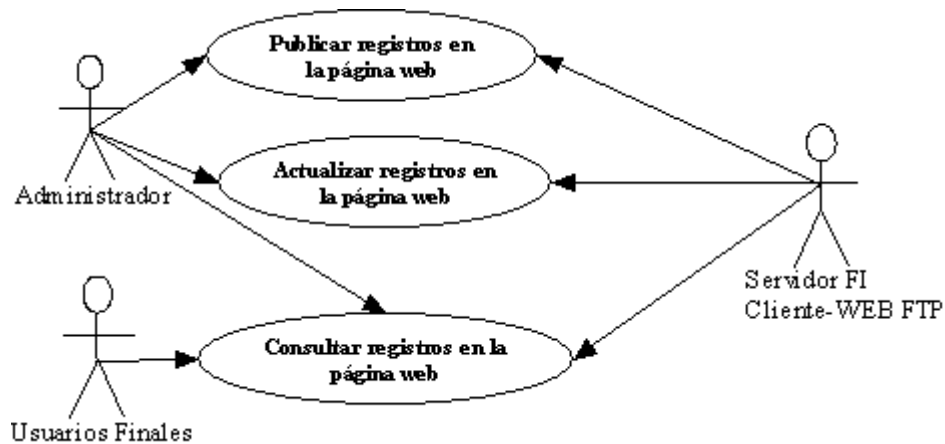 Publicar registros en
la página web
Administrador
Actualizar registros en
la página web
Servidor FI
Cliente-WEB FTP
Consultar registros en la
página web
Usuarios Finales